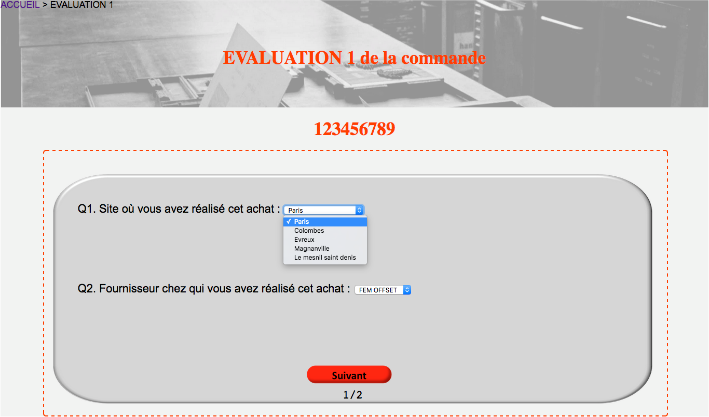 ACCUEIL > EVALUATION 1
EVALUATION 1 de la commande
123456789
Q1. Site où vous avez réalisé cet achat : Paris
✓ Paris
Colombes
Evreux
Magnanville
Le mesnil saint denis
Q2. Fournisseur chez qui vous avez réalisé cet achat : FEM OFFSET
Suivant
1/2